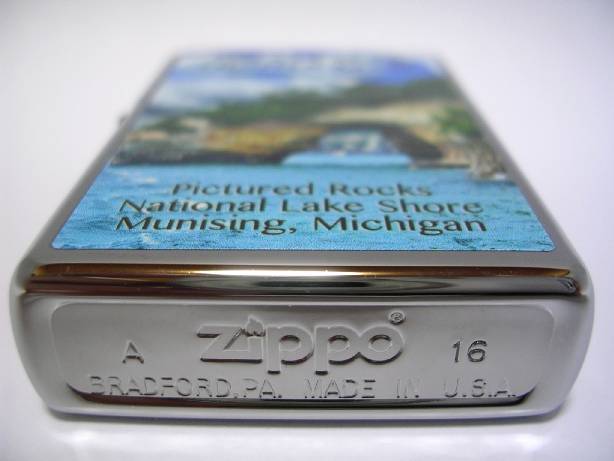 Pictured Rocks
National Lake Shore
Munising, Michigan
A zippo® 16
BRADFORD,PA. MADE IN U.S.A.